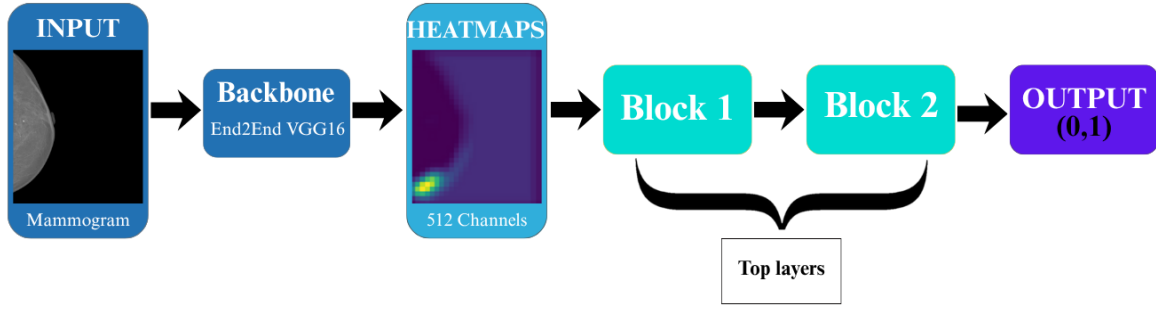 INPUT
Mammogram
Backbone
End2End VGG16
HEATMAPS
512 Channels
Block 1
Block 2
OUTPUT
(0,1)
Top layers